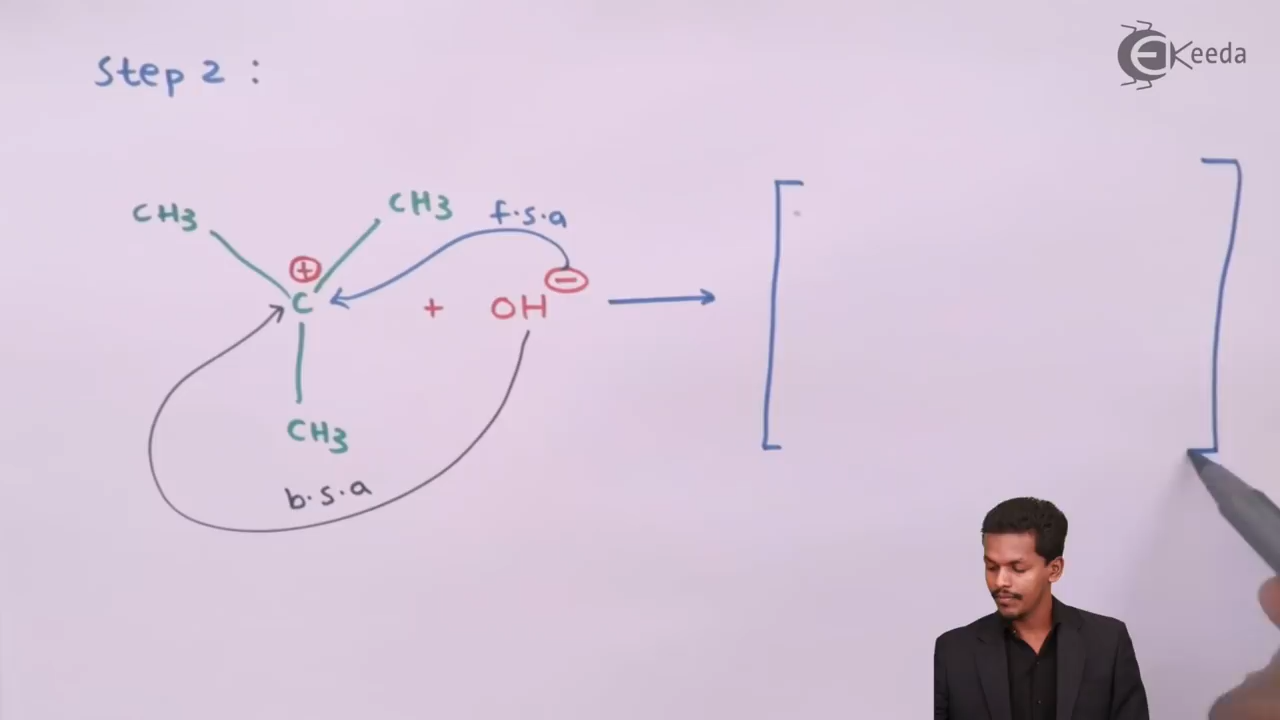 Step 2 :
EKeeda
CH3
CH3
f.s.a
⊕
⊖
C
+ OH
CH3
b.s.a